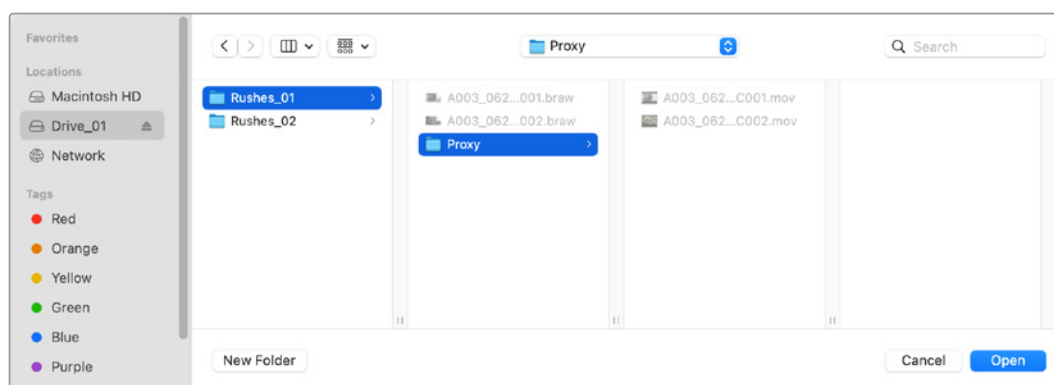 Favorites
Locations
Macintosh HD
Drive_01
Network
Tags
Red
Orange
Yellow
Green
Blue
Purple
Proxy
Search
Rushes_01
Rushes_02
A003_062...001.braw
A003_062...002.braw
Proxy
A003_062...C001.mov
A003_062...C002.mov
New Folder
Cancel
Open